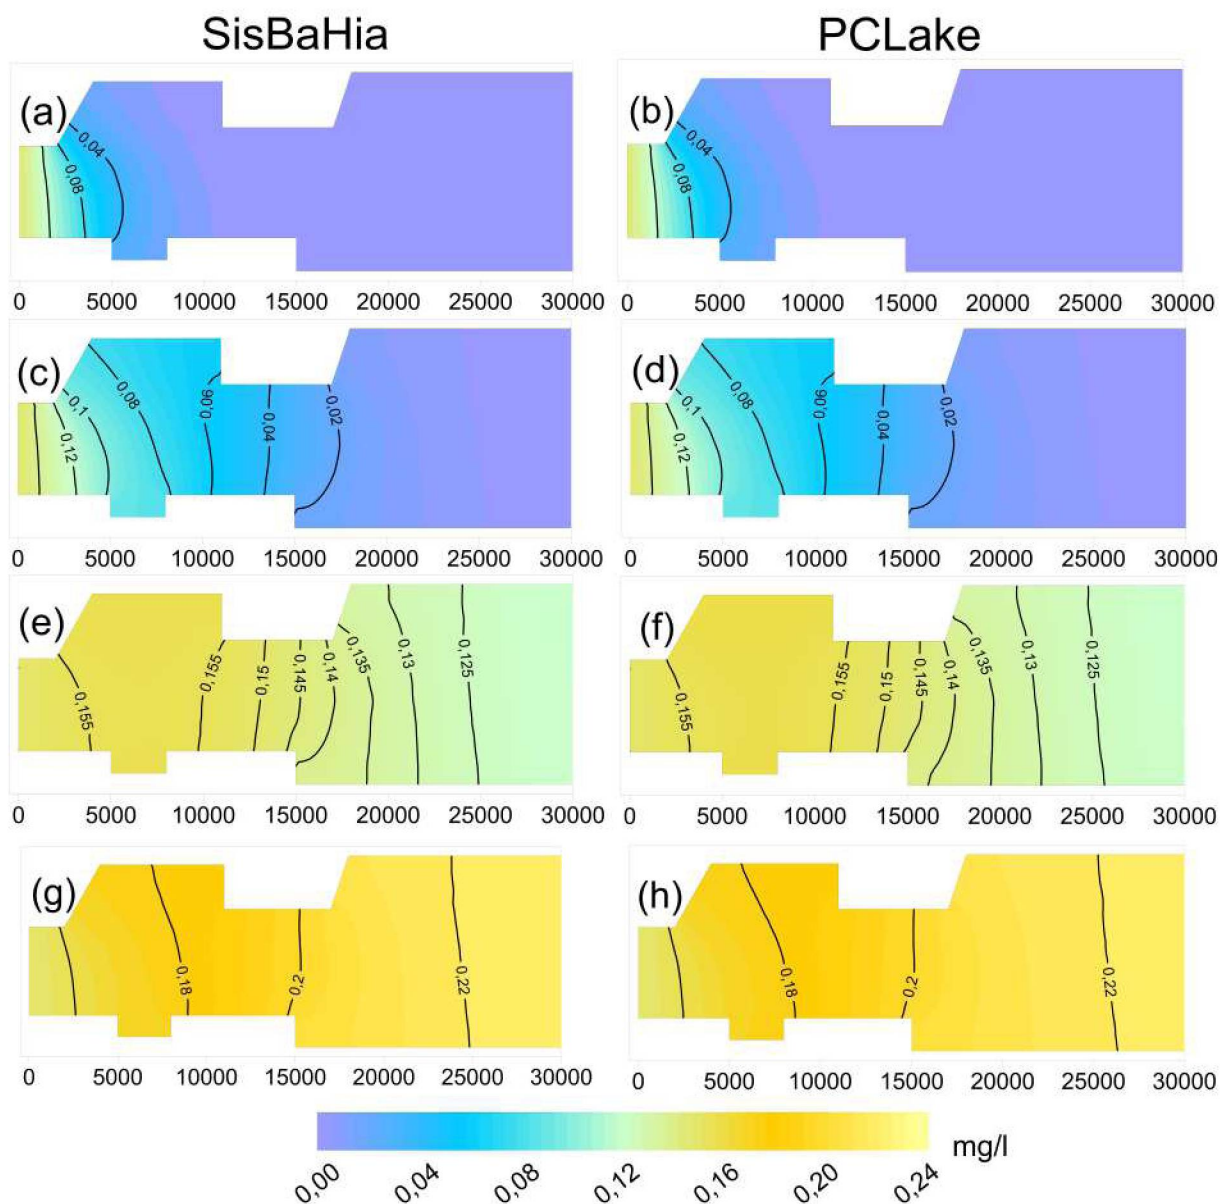 SisBaHia PCLake
(a) (b)
0,04 0,08 0,04 0,08
0 5000 10000 15000 20000 25000 30000 0 5000 10000 15000 20000 25000 30000
(c) (d)
0,12 0,1 0,08 0,06 0,04 0,02 0,12 0,1 0,08 0,06 0,04 0,02
0 5000 10000 15000 20000 25000 30000 0 5000 10000 15000 20000 25000 30000
(e) (f)
0,155 0,155 0,15 0,145 0,14 0,135 0,13 0,125 0,155 0,155 0,15 0,145 0,14 0,135 0,13 0,125
0 5000 10000 15000 20000 25000 30000 0 5000 10000 15000 20000 25000 30000
(g) (h)
0,18 0,2 0,22 0,18 0,2 0,22
0 5000 10000 15000 20000 25000 30000 0 5000 10000 15000 20000 25000 30000
mg/l
0,00 0,04 0,08 0,12 0,16 0,20 0,24